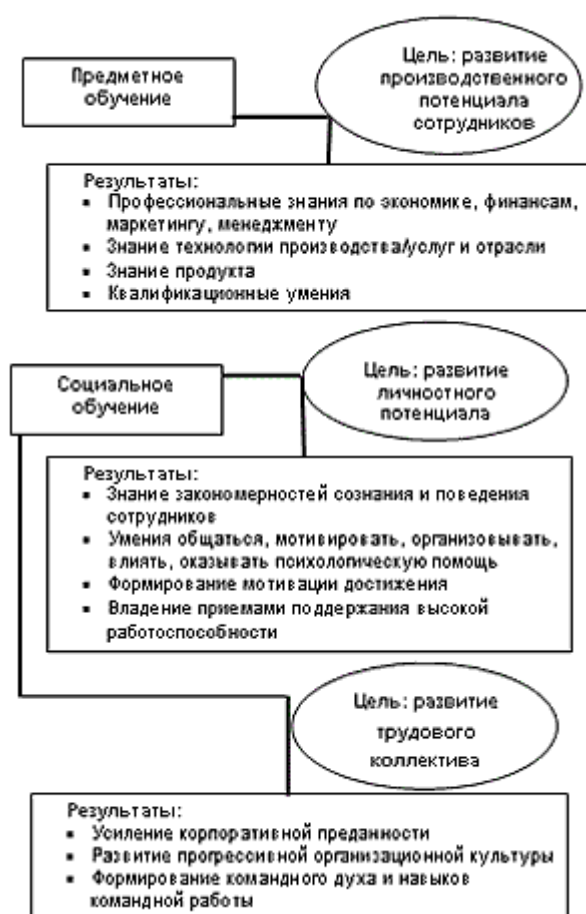 Предметное
обучение
Цель: развитие
производственного
потенциала
сотрудников
Результаты:
▪ Профессиональные знания по экономике, финансам,
маркетингу, менеджменту
▪ Знание технологии производства/услуг и отрасли
▪ Знание продукта
▪ Квалификационные умения
Социальное
обучение
Цель: развитие
личностного
потенциала
Результаты:
▪ Знание закономерностей сознания и поведения
сотрудников
▪ Умения общаться, мотивировать, организовывать,
влиять, оказывать психологическую помощь
▪ Формирование мотивации достижения
▪ Владение приемами поддержания высокой
работоспособности
Цель: развитие
трудового
коллектива
Результаты:
▪ Усиление корпоративной преданности
▪ Развитие прогрессивной организационной культуры
▪ Формирование командного духа и навыков
командной работы